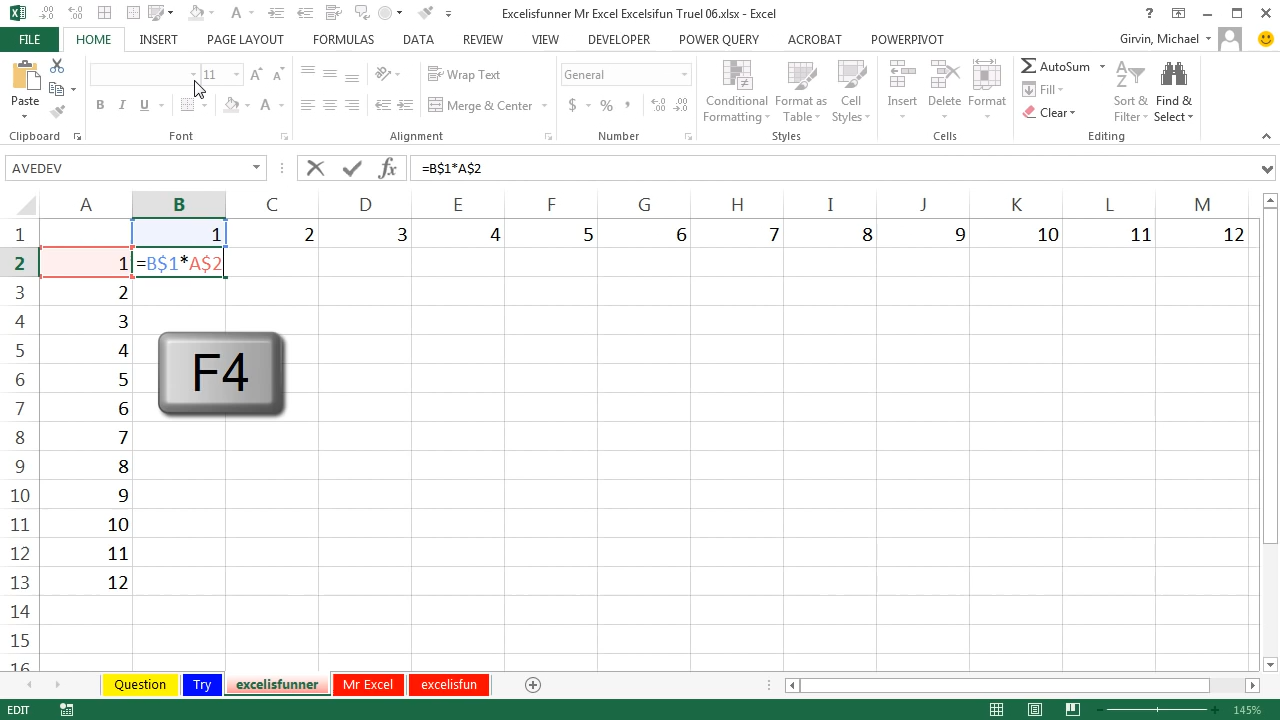 Excelisfunner Mr Excel Excelsifun Truel 06.xlsx - Excel
FILE HOME INSERT PAGE LAYOUT FORMULAS DATA REVIEW VIEW DEVELOPER POWER QUERY ACROBAT POWERPIVOT Girvin, Michael
11 Wrap Text General AutoSum
Paste Conditional Format as Cell Insert Delete Format Fill Sort & Find &
B I U A Merge & Center $ % Formatting Table Styles Clear Filter Select
Clipboard Font Alignment Number Styles Cells Editing
AVEDEV fx =B$1*A$2
A B C D E F G H I J K L M
1 1 2 3 4 5 6 7 8 9 10 11 12
2 1 =B$1*A$2
3 2
4 3
5 4
6 5
7 6
8 7
9 8
10 9
11 10
12 11
13 12
14
15
16
F4
Question Try excelisfunner Mr Excel excelisfun
EDIT 145%